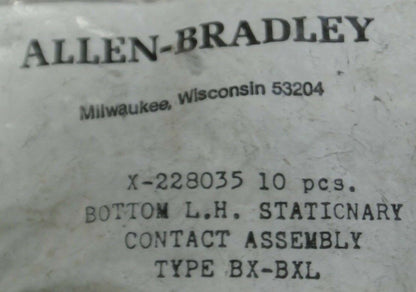 ALLEN-BRADLEY
Milwaukee, Wisconsin 53204
X-228035 10 pcs.
BOTTOM L.H. STATICNARY
CONTACT ASSEMBLY
TYPE BX-BXL